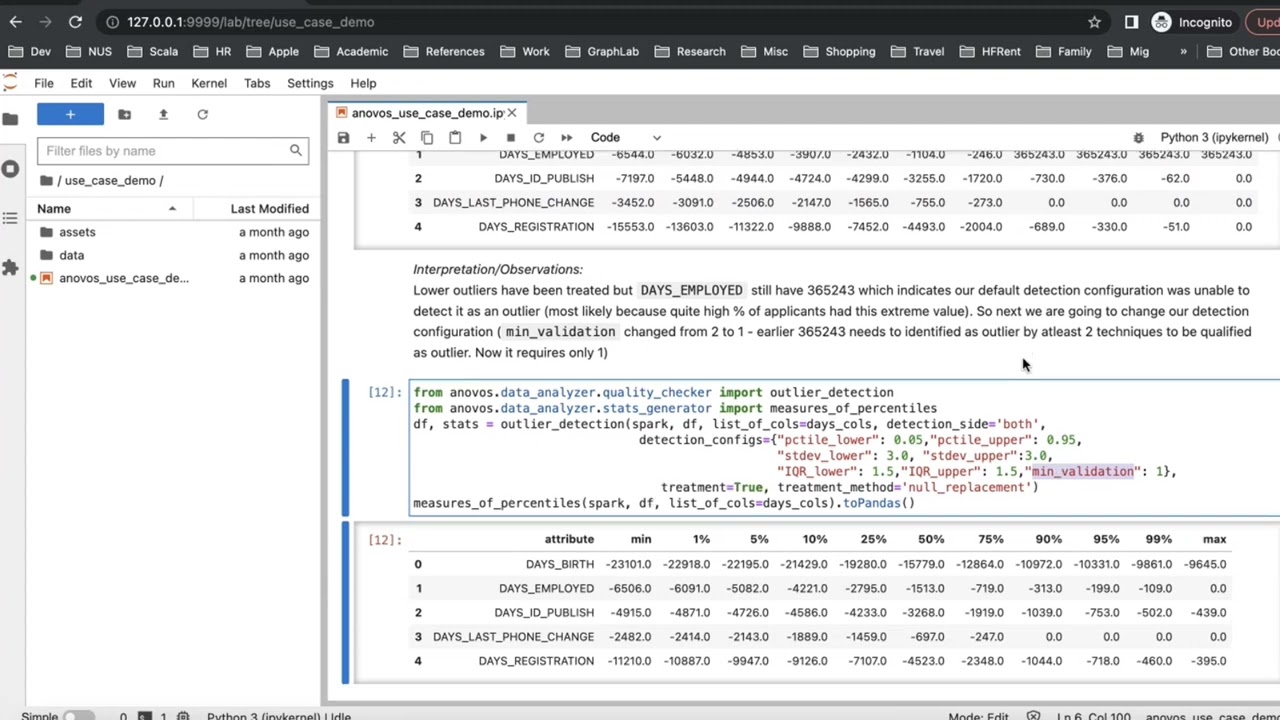 127.0.0.1:9999/lab/tree/use_case_demo Incognito Upd
Dev NUS Scala HR Apple Academic References Work GraphLab Research Misc Shopping Travel HFRent Family Mig » Other Boo
File Edit View Run Kernel Tabs Settings Help
anovos_use_case_demo.ip
Code Python 3 (ipykernel)
Filter files by name
/ use_case_demo /
Name Last Modified
assets a month ago
data a month ago
anovos_use_case_de... a month ago
1 DAYS_EMPLOYED -6544.0 -6032.0 -4853.0 -3907.0 -2432.0 -1104.0 -246.0 365243.0 365243.0 365243.0 365243.0
2 DAYS_ID_PUBLISH -7197.0 -5448.0 -4944.0 -4724.0 -4299.0 -3255.0 -1720.0 -730.0 -376.0 -62.0 0.0
3 DAYS_LAST_PHONE_CHANGE -3452.0 -3091.0 -2506.0 -2147.0 -1565.0 -755.0 -273.0 0.0 0.0 0.0 0.0
4 DAYS_REGISTRATION -15553.0 -13603.0 -11322.0 -9888.0 -7452.0 -4493.0 -2004.0 -689.0 -330.0 -51.0 0.0
Interpretation/Observations:
Lower outliers have been treated but DAYS_EMPLOYED still have 365243 which indicates our default detection configuration was unable to
detect it as an outlier (most likely because quite high % of applicants had this extreme value). So next we are going to change our detection
configuration ( min_validation changed from 2 to 1 - earlier 365243 needs to identified as outlier by atleast 2 techniques to be qualified
as outlier. Now it requires only 1)
[12]: from anovos.data_analyzer.quality_checker import outlier_detection
from anovos.data_analyzer.stats_generator import measures_of_percentiles
df, stats = outlier_detection(spark, df, list_of_cols=days_cols, detection_side='both',
detection_configs={"pctile_lower": 0.05,"pctile_upper": 0.95,
"stdev_lower": 3.0, "stdev_upper":3.0,
"IQR_lower": 1.5,"IQR_upper": 1.5,"min_validation": 1},
treatment=True, treatment_method='null_replacement')
measures_of_percentiles(spark, df, list_of_cols=days_cols).toPandas()
[12]: attribute min 1% 5% 10% 25% 50% 75% 90% 95% 99% max
0 DAYS_BIRTH -23101.0 -22918.0 -22195.0 -21429.0 -19280.0 -15779.0 -12864.0 -10972.0 -10331.0 -9861.0 -9645.0
1 DAYS_EMPLOYED -6506.0 -6091.0 -5082.0 -4221.0 -2795.0 -1513.0 -719.0 -313.0 -199.0 -109.0 0.0
2 DAYS_ID_PUBLISH -4915.0 -4871.0 -4726.0 -4586.0 -4233.0 -3268.0 -1919.0 -1039.0 -753.0 -502.0 -439.0
3 DAYS_LAST_PHONE_CHANGE -2482.0 -2414.0 -2143.0 -1889.0 -1459.0 -697.0 -247.0 0.0 0.0 0.0 0.0
4 DAYS_REGISTRATION -11210.0 -10887.0 -9947.0 -9126.0 -7107.0 -4523.0 -2348.0 -1044.0 -718.0 -460.0 -395.0
Simple 0 1 Python 3 (ipykernel) | Idle Mode: Edit Ln 6, Col 100 anovos_use_case_demo